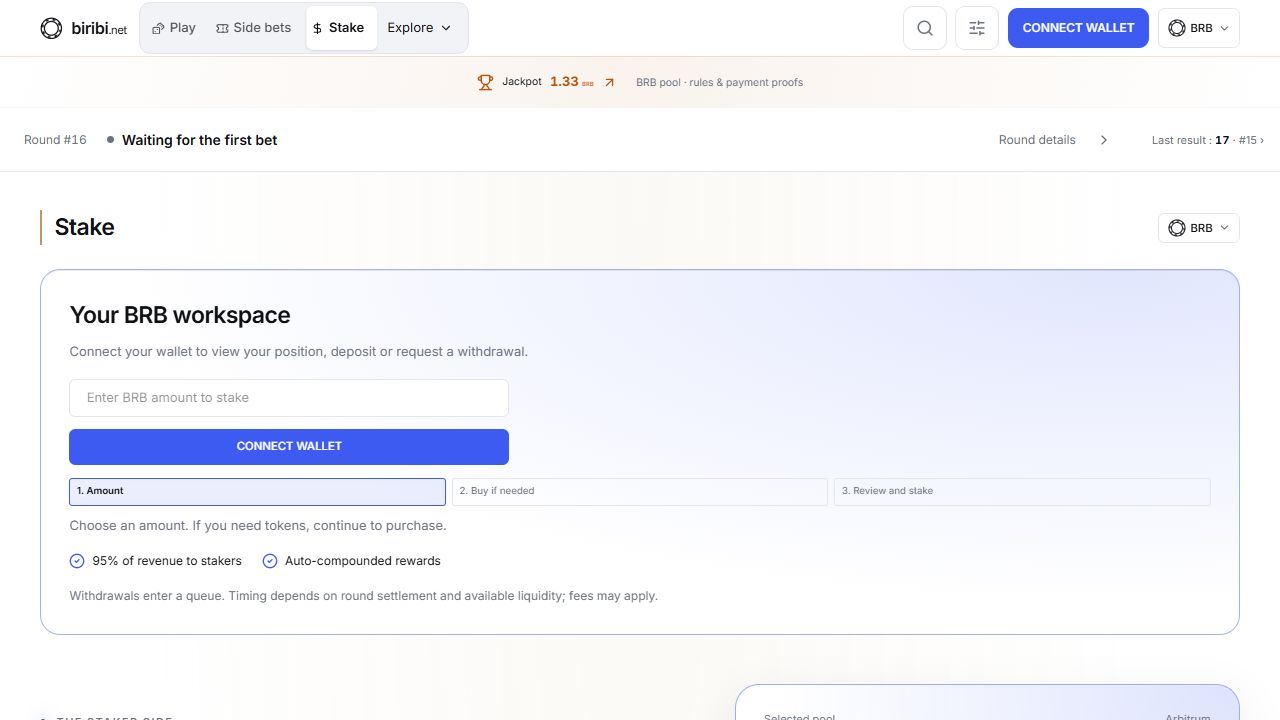 biribi.net Play Side bets Stake Explore CONNECT WALLET BRB
Jackpot 1.33 BRB BRB pool · rules & payment proofs
Round #16 Waiting for the first bet Round details Last result : 17 · #15 ›
Stake BRB
Your BRB workspace
Connect your wallet to view your position, deposit or request a withdrawal.
Enter BRB amount to stake
CONNECT WALLET
1. Amount 2. Buy if needed 3. Review and stake
Choose an amount. If you need tokens, continue to purchase.
95% of revenue to stakers Auto-compounded rewards
Withdrawals enter a queue. Timing depends on round settlement and available liquidity; fees may apply.
Selected pool Arbitrum
THE STAKER SIDE